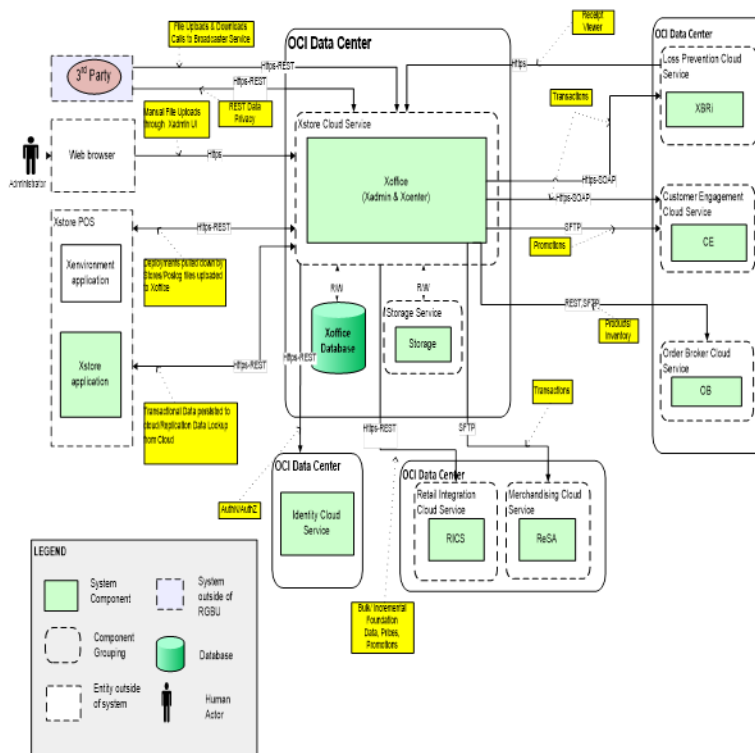 File Uploads & Downloads
Calls to Broadcaster Service
OCI Data Center
Receipt
Viewer
OCI Data Center
3rd Party
Https-REST
Https-REST
Https
Loss Prevention Cloud
Service
XBRi
Manual File Uploads
through Xadmin UI
REST Data
Privacy
Transactions
Xstore Cloud Service
Xoffice
(Xadmin & Xcenter)
Administrator
Web browser
Https
Https-SOAP
Https-SOAP
SFTP
Customer Engagement
Cloud Service
CE
Xstore POS
Xenvironment
application
Https-REST
Deployments pulled down by
Stores/Poslog files uploaded
to Xoffice
Promotions
R/W
R/W
Xoffice
Database
Storage Service
Storage
REST,SFTP
Products/
Inventory
Order Broker Cloud
Service
OB
Xstore
application
Https-REST
Https-REST
Transactional Data persisted to
cloud/Replication Data Lookup
from Cloud
Https-REST
SFTP
Transactions
OCI Data Center
OCI Data Center
AuthN/AuthZ
Identity Cloud
Service
Retail Integration
Cloud Service
RICS
Merchandising Cloud
Service
ReSA
Bulk/ Incremental
Foundation
Data, Prices,
Promotions
LEGEND
System
Component
System
outside of
RGBU
Component
Grouping
Database
Entity outside
of system
Human
Actor